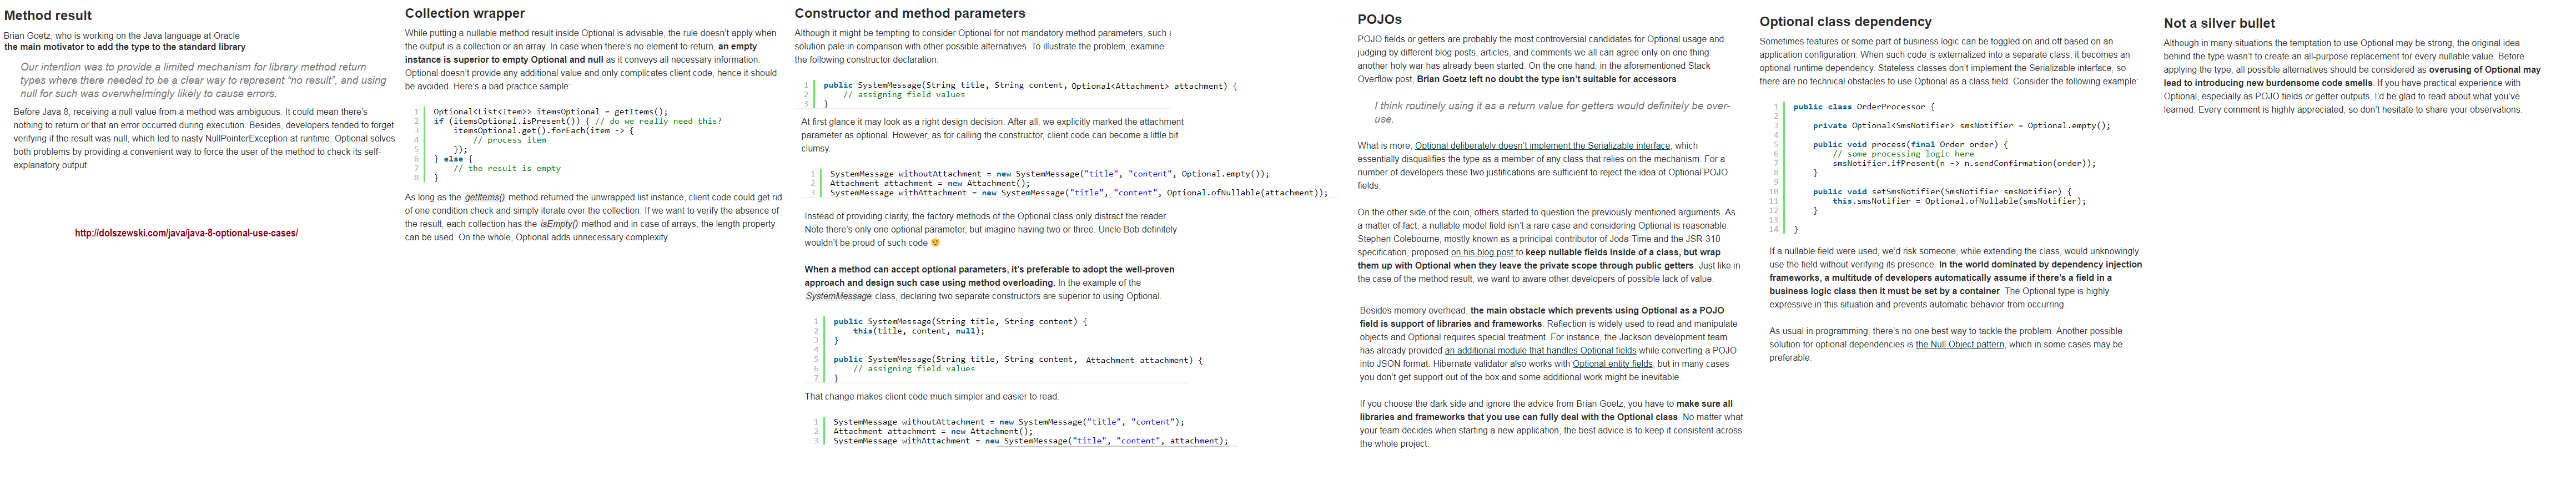 Method result
Brian Goetz, who is working on the Java language at Oracle
the main motivator to add the type to the standard library
Our intention was to provide a limited mechanism for library method return
types where there needed to be a clear way to represent “no result”, and using
null for such was overwhelmingly likely to cause errors.
Before Java 8, receiving a null value from a method was ambiguous. It could mean there’s
nothing to return or that an error occurred during execution. Besides, developers tended to forget
verifying if the result was null, which led to nasty NullPointerException at runtime. Optional solves
both problems by providing a convenient way to force the user of the method to check its self-
explanatory output.
http://dolszewski.com/java/java-8-optional-use-cases/
Collection wrapper
While putting a nullable method result inside Optional is advisable, the rule doesn’t apply when
the output is a collection or an array. In case when there’s no element to return, an empty
instance is superior to empty Optional and null as it conveys all necessary information.
Optional doesn’t provide any additional value and only complicates client code, hence it should
be avoided. Here’s a bad practice sample:
1 Optional<List<Item>> itemsOptional = getItems();
2 if (itemsOptional.isPresent()) { // do we really need this?
3 itemsOptional.get().forEach(item -> {
4 // process item
5 });
6 } else {
7 // the result is empty
8 }
As long as the getItems() method returned the unwrapped list instance, client code could get rid
of one condition check and simply iterate over the collection. If we want to verify the absence of
the result, each collection has the isEmpty() method and in case of arrays, the length property
can be used. On the whole, Optional adds unnecessary complexity.
Constructor and method parameters
Although it might be tempting to consider Optional for not mandatory method parameters, such
solution pale in comparison with other possible alternatives. To illustrate the problem, examine
the following constructor declaration:
1 public SystemMessage(String title, String content, Optional<Attachment> attachment) {
2 // assigning field values
3 }
At first glance it may look as a right design decision. After all, we explicitly marked the attachment
parameter as optional. However, as for calling the constructor, client code can become a little bit
clumsy.
1 SystemMessage withoutAttachment = new SystemMessage("title", "content", Optional.empty());
2 Attachment attachment = new Attachment();
3 SystemMessage withAttachment = new SystemMessage("title", "content", Optional.ofNullable(attachment));
Instead of providing clarity, the factory methods of the Optional class only distract the reader.
Note there’s only one optional parameter, but imagine having two or three. Uncle Bob definitely
wouldn’t be proud of such code 😉
When a method can accept optional parameters, it’s preferable to adopt the well-proven
approach and design such case using method overloading. In the example of the
SystemMessage class, declaring two separate constructors are superior to using Optional.
1 public SystemMessage(String title, String content) {
2 this(title, content, null);
3 }
4
5 public SystemMessage(String title, String content, Attachment attachment) {
6 // assigning field values
7 }
That change makes client code much simpler and easier to read.
1 SystemMessage withoutAttachment = new SystemMessage("title", "content");
2 Attachment attachment = new Attachment();
3 SystemMessage withAttachment = new SystemMessage("title", "content", attachment);
POJOs
POJO fields or getters are probably the most controversial candidates for Optional usage and
judging by different blog posts, articles, and comments we all can agree only on one thing:
another holy war has already been started. On the one hand, in the aforementioned Stack
Overflow post, Brian Goetz left no doubt the type isn’t suitable for accessors.
I think routinely using it as a return value for getters would definitely be over-
use.
What is more, Optional deliberately doesn’t implement the Serializable interface, which
essentially disqualifies the type as a member of any class that relies on the mechanism. For a
number of developers these two justifications are sufficient to reject the idea of Optional POJO
fields.
On the other side of the coin, others started to question the previously mentioned arguments. As
a matter of fact, a nullable model field isn’t a rare case and considering Optional is reasonable.
Stephen Colebourne, mostly known as a principal contributor of Joda-Time and the JSR-310
specification, proposed on his blog post to keep nullable fields inside of a class, but wrap
them up with Optional when they leave the private scope through public getters. Just like in
the case of the method result, we want to aware other developers of possible lack of value.
Besides memory overhead, the main obstacle which prevents using Optional as a POJO
field is support of libraries and frameworks. Reflection is widely used to read and manipulate
objects and Optional requires special treatment. For instance, the Jackson development team
has already provided an additional module that handles Optional fields while converting a POJO
into JSON format. Hibernate validator also works with Optional entity fields, but in many cases
you don’t get support out of the box and some additional work might be inevitable.
If you choose the dark side and ignore the advice from Brian Goetz, you have to make sure all
libraries and frameworks that you use can fully deal with the Optional class. No matter what
your team decides when starting a new application, the best advice is to keep it consistent across
the whole project.
Optional class dependency
Sometimes features or some part of business logic can be toggled on and off based on an
application configuration. When such code is externalized into a separate class, it becomes an
optional runtime dependency. Stateless classes don’t implement the Serializable interface, so
there are no technical obstacles to use Optional as a class field. Consider the following example:
1 public class OrderProcessor {
2
3 private Optional<SmsNotifier> smsNotifier = Optional.empty();
4
5 public void process(final Order order) {
6 // some processing logic here
7 smsNotifier.ifPresent(n -> n.sendConfirmation(order));
8 }
9
10 public void setSmsNotifier(SmsNotifier smsNotifier) {
11 this.smsNotifier = Optional.ofNullable(smsNotifier);
12 }
13
14 }
If a nullable field were used, we’d risk someone, while extending the class, would unknowingly
use the field without verifying its presence. In the world dominated by dependency injection
frameworks, a multitude of developers automatically assume if there’s a field in a
business logic class then it must be set by a container. The Optional type is highly
expressive in this situation and prevents automatic behavior from occurring.
As usual in programming, there’s no one best way to tackle the problem. Another possible
solution for optional dependencies is the Null Object pattern, which in some cases may be
preferable.
Not a silver bullet
Although in many situations the temptation to use Optional may be strong, the original idea
behind the type wasn’t to create an all-purpose replacement for every nullable value. Before
applying the type, all possible alternatives should be considered as overusing of Optional may
lead to introducing new burdensome code smells. If you have practical experience with
Optional, especially as POJO fields or getter outputs, I’d be glad to read about what you’ve
learned. Every comment is highly appreciated, so don’t hesitate to share your observations.